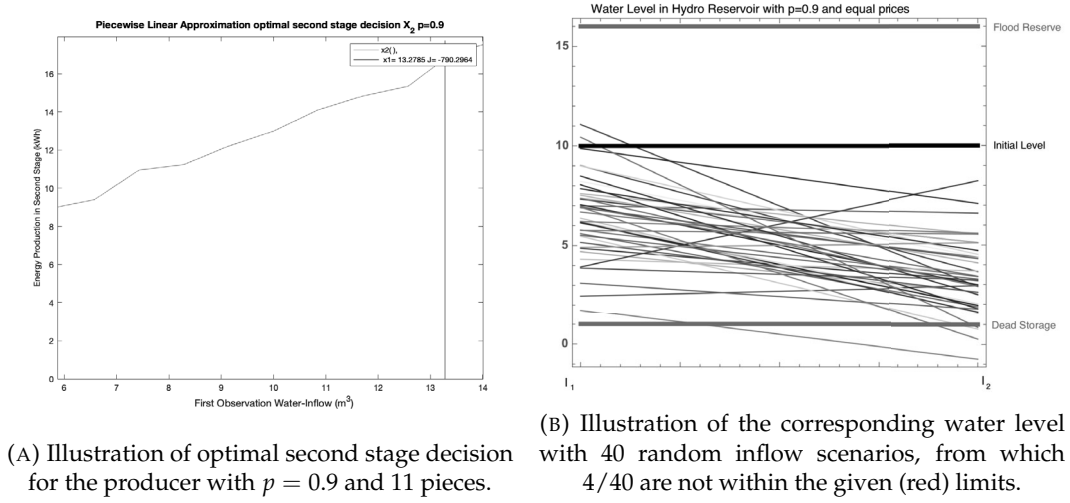 Piecewise Linear Approximation optimal second stage decision X2 p=0.9
x2(),
x1= 13.2785 J= -790.2964
Energy Production in Second Stage (kWh)
16
14
12
10
8
6
4
2
0
6 7 8 9 10 11 12 13 14
First Observation Water-Inflow (m3)
(A) Illustration of optimal second stage decision
for the producer with p = 0.9 and 11 pieces.
Water Level in Hydro Reservoir with p=0.9 and equal prices
15
10
5
0
Flood Reserve
Initial Level
Dead Storage
I1 I2
(B) Illustration of the corresponding water level
with 40 random inflow scenarios, from which
4/40 are not within the given (red) limits.